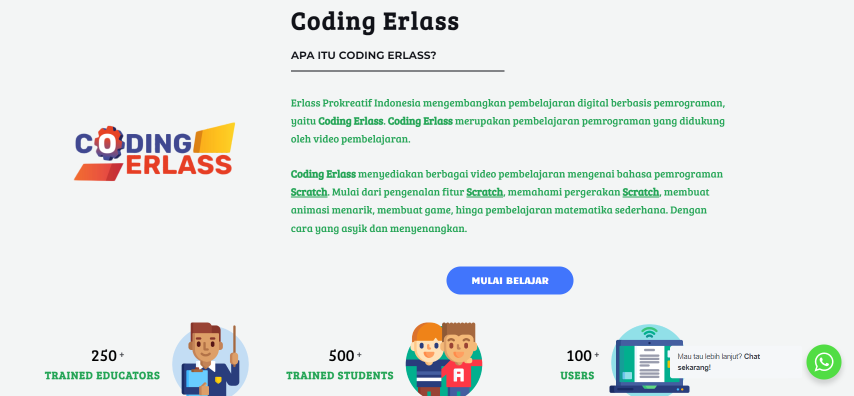 Coding Erlass
APA ITU CODING ERLASS?
Erlass Prokreatif Indonesia mengembangkan pembelajaran digital berbasis pemrograman,
yaitu Coding Erlass. Coding Erlass merupakan pembelajaran pemrograman yang didukung
oleh video pembelajaran.
CODING
ERLASS
Coding Erlass menyediakan berbagai video pembelajaran mengenai bahasa pemrograman
Scratch. Mulai dari pengenalan fitur Scratch, memahami pergerakan Scratch, membuat
animasi menarik, membuat game, hingga pembelajaran matematika sederhana. Dengan
cara yang asyik dan menyenangkan.
MULAI BELAJAR
250 +
TRAINED EDUCATORS
500 +
TRAINED STUDENTS
A
100 +
USERS
Mau tau lebih lanjut? Chat
sekarang!